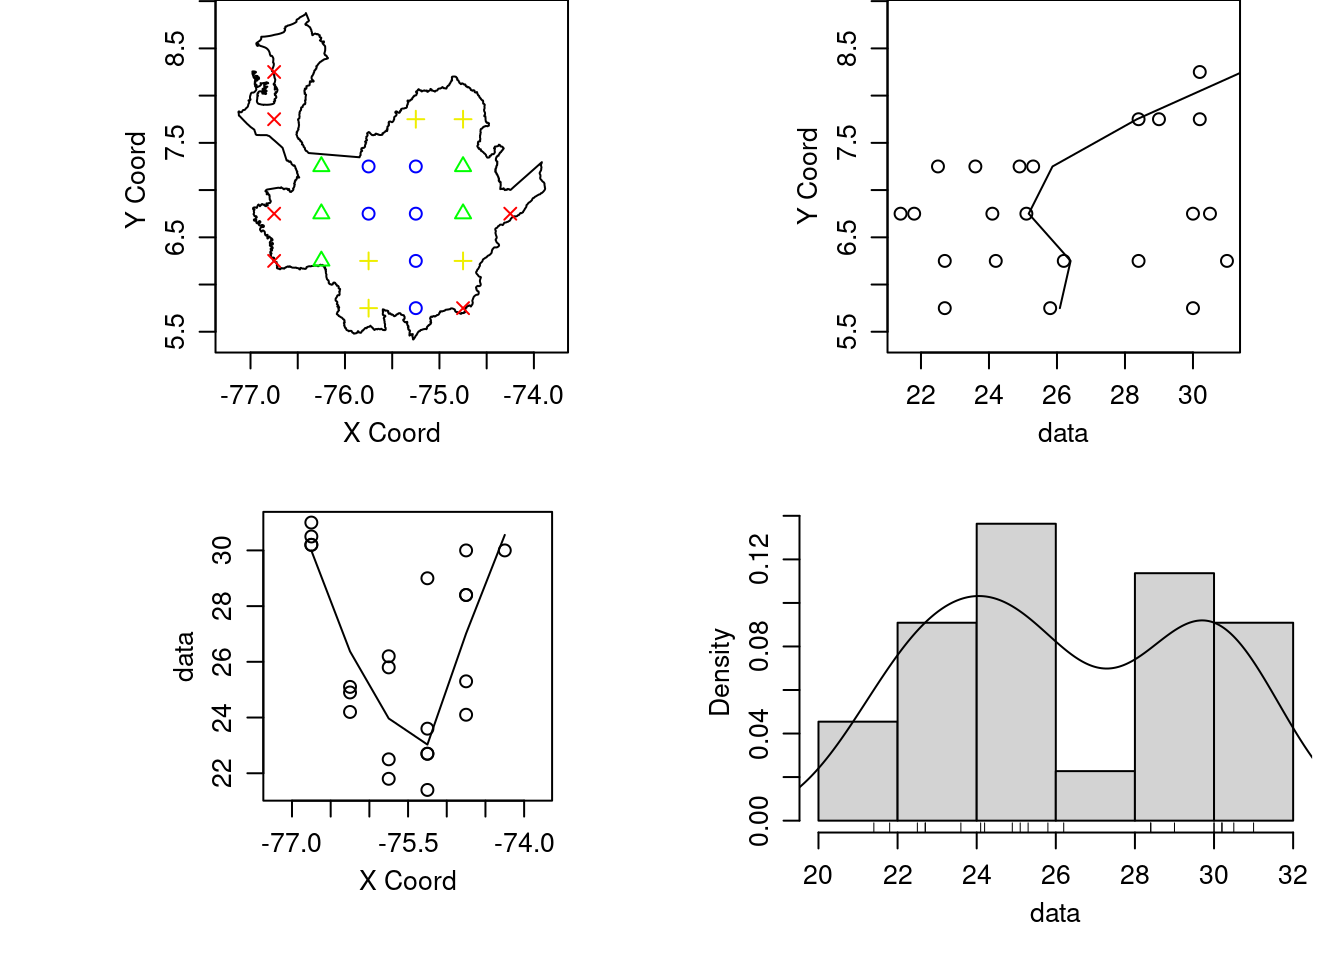 Y Coord
8.5
7.5
6.5
5.5
-77.0 -76.0 -75.0 -74.0
X Coord
Y Coord
8.5
7.5
6.5
5.5
22 24 26 28 30
data
data
30
28
26
24
22
-77.0 -75.5 -74.0
X Coord
Density
0.12
0.08
0.04
0.00
20 22 24 26 28 30 32
data